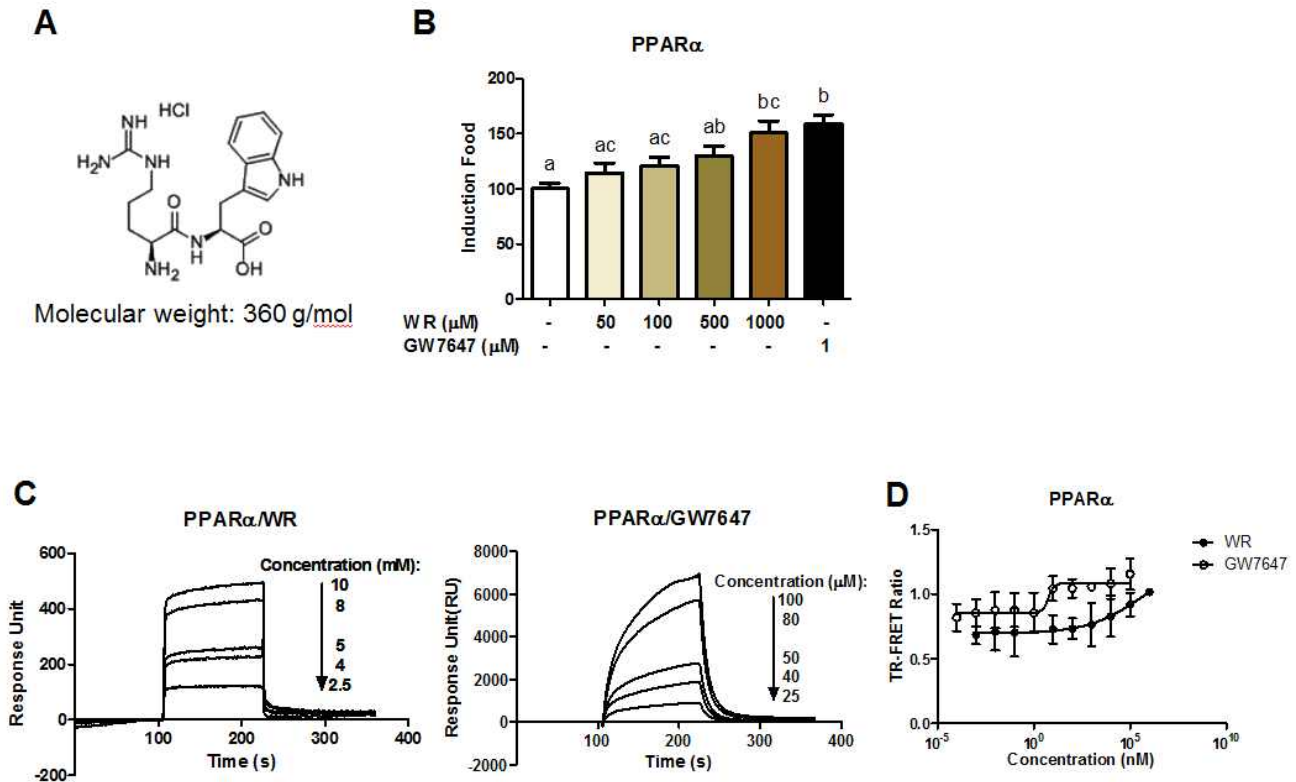 A
HCl
NH
H2N
NH
O
N
H
NH2
O
OH
NH
Molecular weight: 360 g/mol
B
PPARα
Induction Food
200
150
100
50
0
a
ac
ac
ab
bc
b
WR (μM) - 50 100 500 1000 -
GW7647 (μM) - - - - - 1
C
PPARα/WR
Response Unit
600
400
200
0
-200
100 200 300 400
Time (s)
Concentration (mM):
10
8
5
4
2.5
PPARα/GW7647
Response Unit(RU)
8000
6000
4000
2000
0
-2000
100 200 300 400
Time (s)
Concentration (μM):
100
80
50
40
25
D
PPARα
TR-FRET Ratio
1.5
1.0
0.5
0.0
10-5 100 105 1010
Concentration (nM)
WR
GW7647